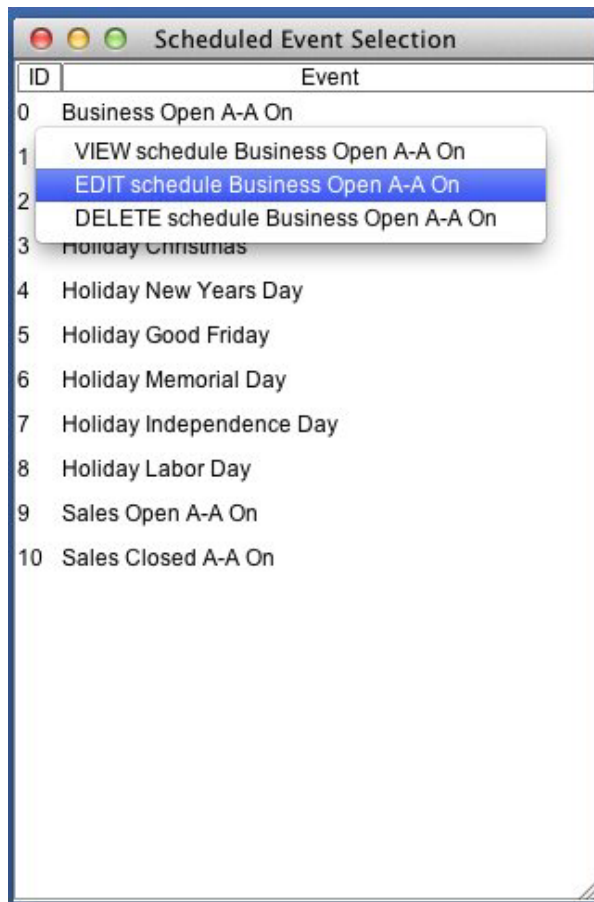 Scheduled Event Selection
ID Event
0 Business Open A-A On
VIEW schedule Business Open A-A On
1
EDIT schedule Business Open A-A On
2
DELETE schedule Business Open A-A On
3 Holiday Christmas
4 Holiday New Years Day
5 Holiday Good Friday
6 Holiday Memorial Day
7 Holiday Independence Day
8 Holiday Labor Day
9 Sales Open A-A On
10 Sales Closed A-A On